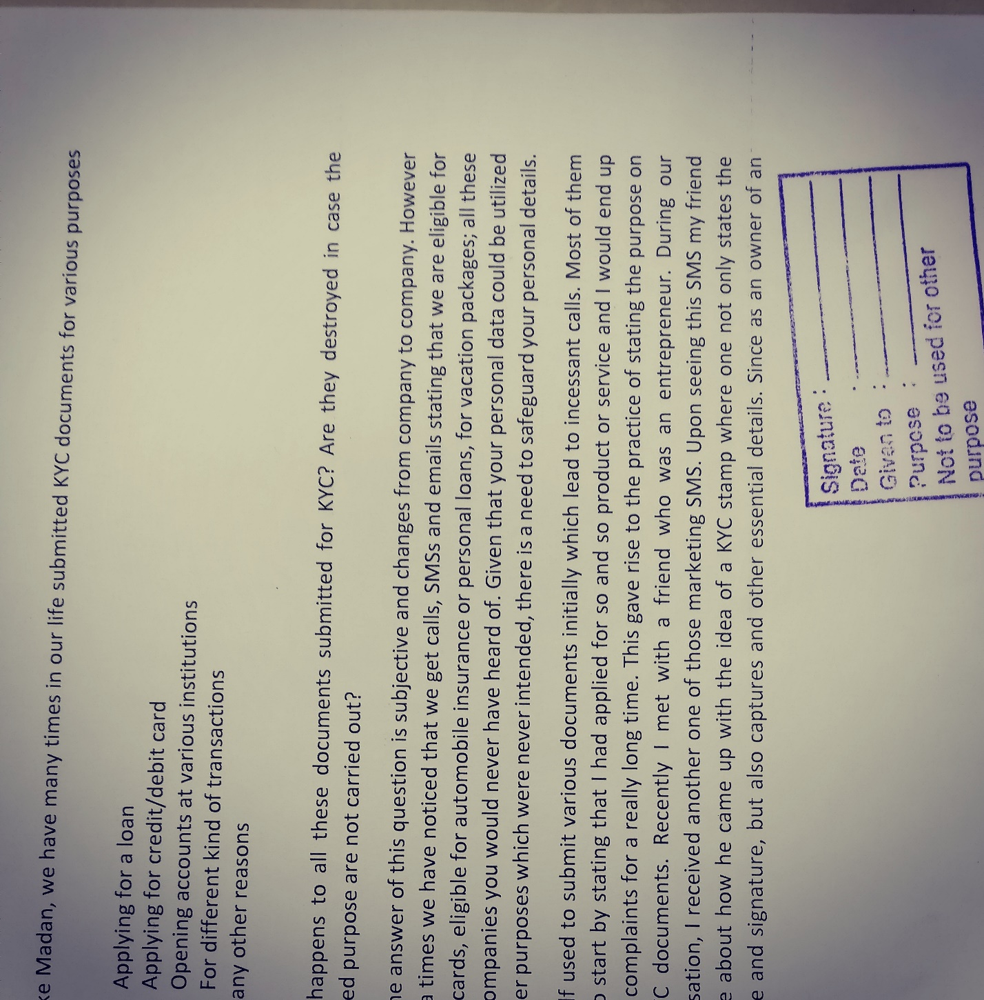 ke Madan, we have many times in our life submitted KYC documents for various purposes
Applying for a loan
Applying for credit/debit card
Opening accounts at various institutions
For different kind of transactions
any other reasons
happens to all these documents submitted for KYC? Are they destroyed in case the
ed purpose are not carried out?
he answer of this question is subjective and changes from company to company. However
a times we have noticed that we get calls, SMSs and emails stating that we are eligible for
cards, eligible for automobile insurance or personal loans, for vacation packages; all these
ompanies you would never have heard of. Given that your personal data could be utilized
er purposes which were never intended, there is a need to safeguard your personal details.
lf used to submit various documents initially which lead to incessant calls. Most of them
o start by stating that I had applied for so and so product or service and I would end up
complaints for a really long time. This gave rise to the practice of stating the purpose on
C documents. Recently I met with a friend who was an entrepreneur. During our
sation, I received another one of those marketing SMS. Upon seeing this SMS my friend
e about how he came up with the idea of a KYC stamp where one not only states the
e and signature, but also captures and other essential details. Since as an owner of an
Signature :
Date :
Given to :
Purpose :
Not to be used for other
purpose